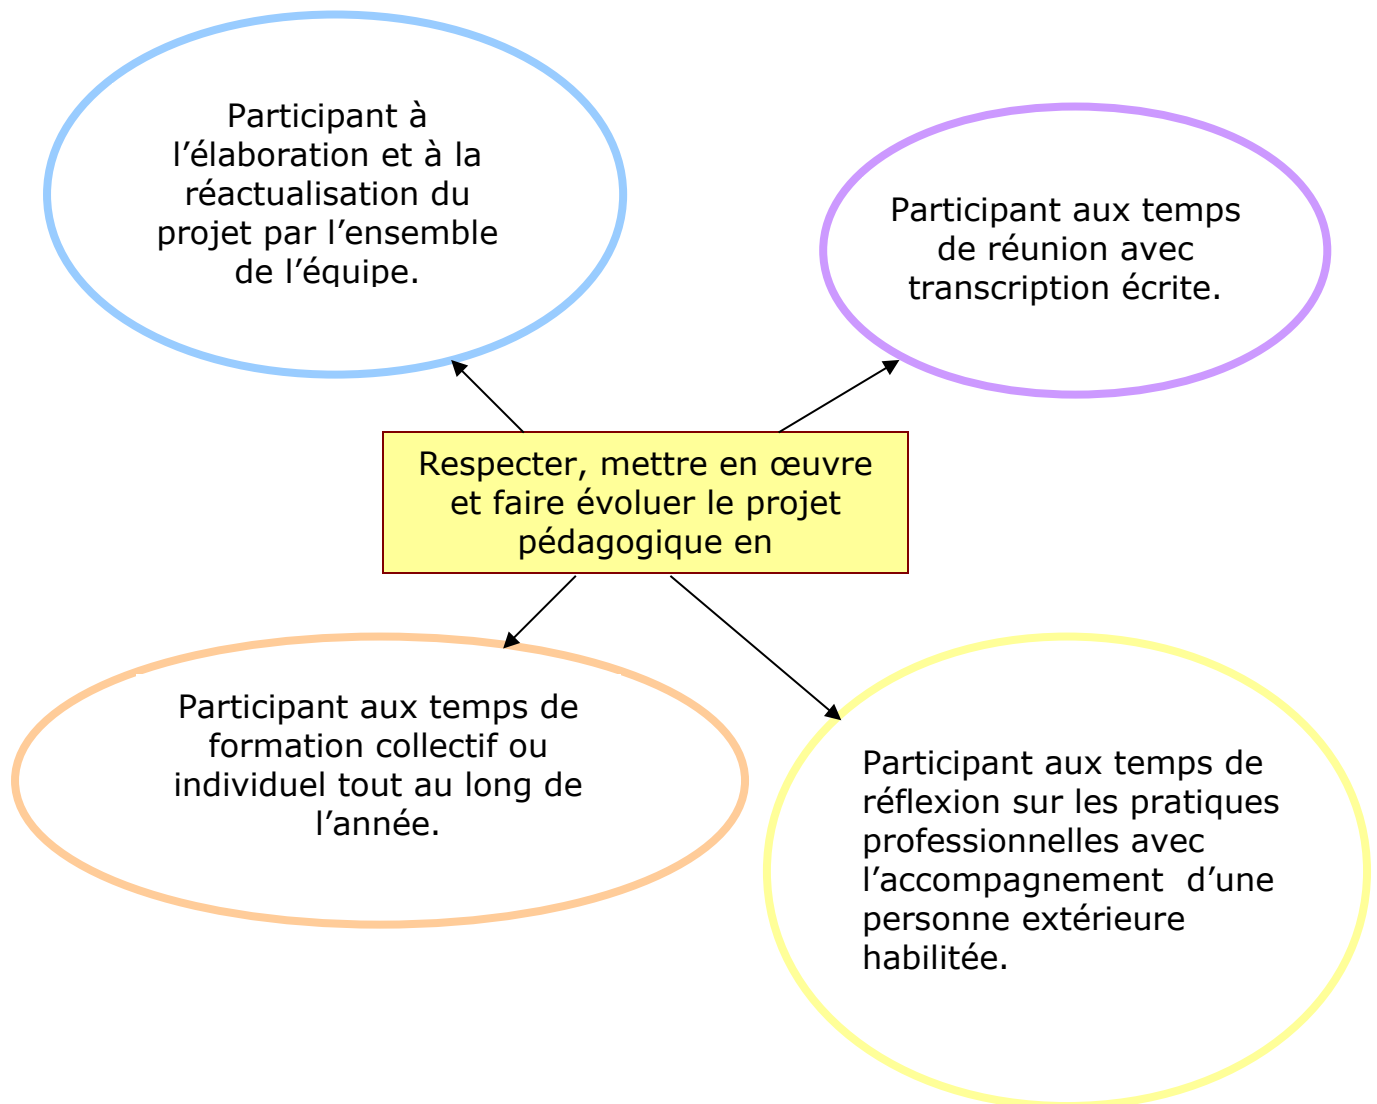 Participant à
l’élaboration et à la
réactualisation du
projet par l’ensemble
de l’équipe.
Participant aux temps
de réunion avec
transcription écrite.
Respecter, mettre en œuvre
et faire évoluer le projet
pédagogique en
Participant aux temps de
formation collectif ou
individuel tout au long de
l’année.
Participant aux temps de
réflexion sur les pratiques
professionnelles avec
l’accompagnement  d’une
personne extérieure
habilitée.